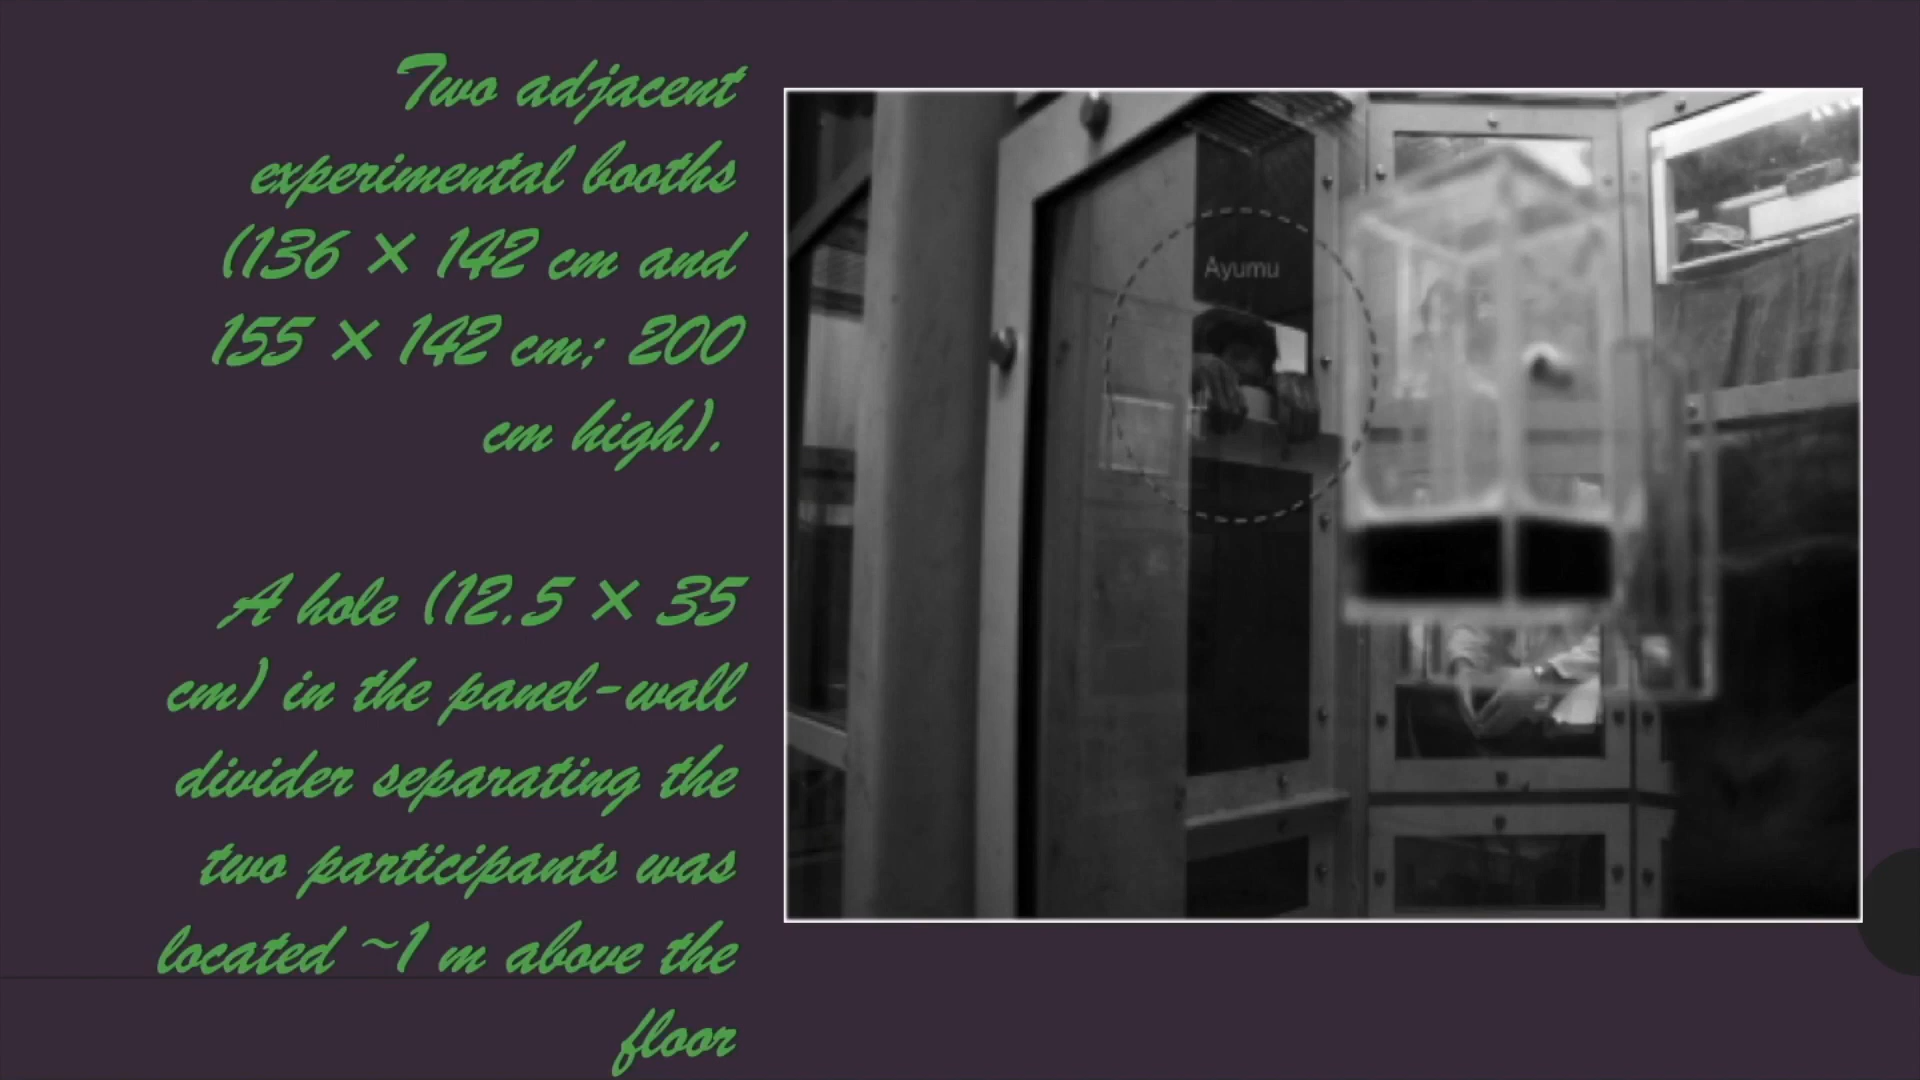 Two adjacent
experimental booths
(136 × 142 cm and
155 × 142 cm; 200
cm high).
A hole (12.5 × 35
cm) in the panel-wall
divider separating the
two participants was
located ~1 m above the
floor
Ayumu